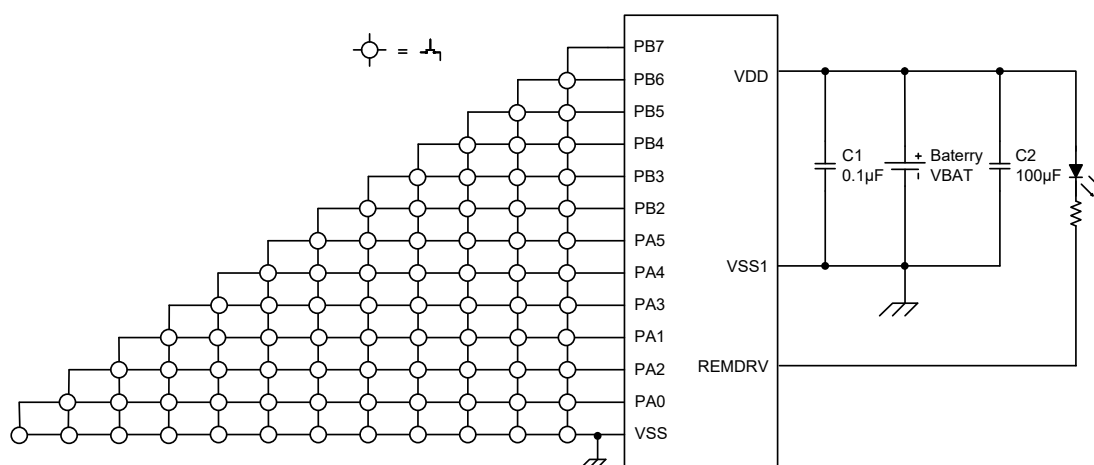 =
PB7
PB6
PB5
PB4
PB3
PB2
PA5
PA4
PA3
PA1
PA2
PA0
VSS
VDD
VSS1
REMDRV
C1
0.1µF
+ Baterry
- VBAT
C2
100µF